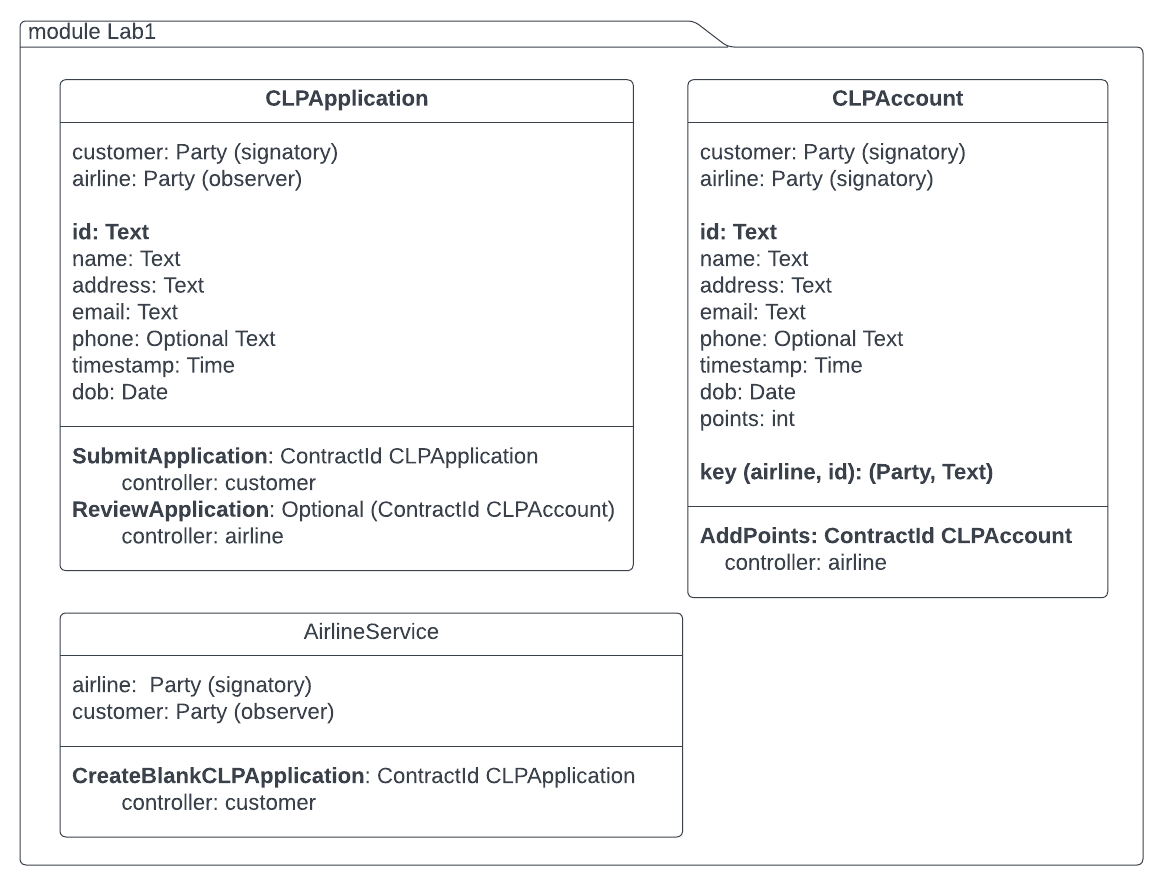 module Lab1
CLPApplication
customer: Party (signatory)
airline: Party (observer)
id: Text
name: Text
address: Text
email: Text
phone: Optional Text
timestamp: Time
dob: Date
SubmitApplication: ContractId CLPApplication
controller: customer
ReviewApplication: Optional (ContractId CLPAccount)
controller: airline
CLPAccount
customer: Party (signatory)
airline: Party (signatory)
id: Text
name: Text
address: Text
email: Text
phone: Optional Text
timestamp: Time
dob: Date
points: int
key (airline, id): (Party, Text)
AddPoints: ContractId CLPAccount
controller: airline
AirlineService
airline:  Party (signatory)
customer: Party (observer)
CreateBlankCLPApplication: ContractId CLPApplication
controller: customer